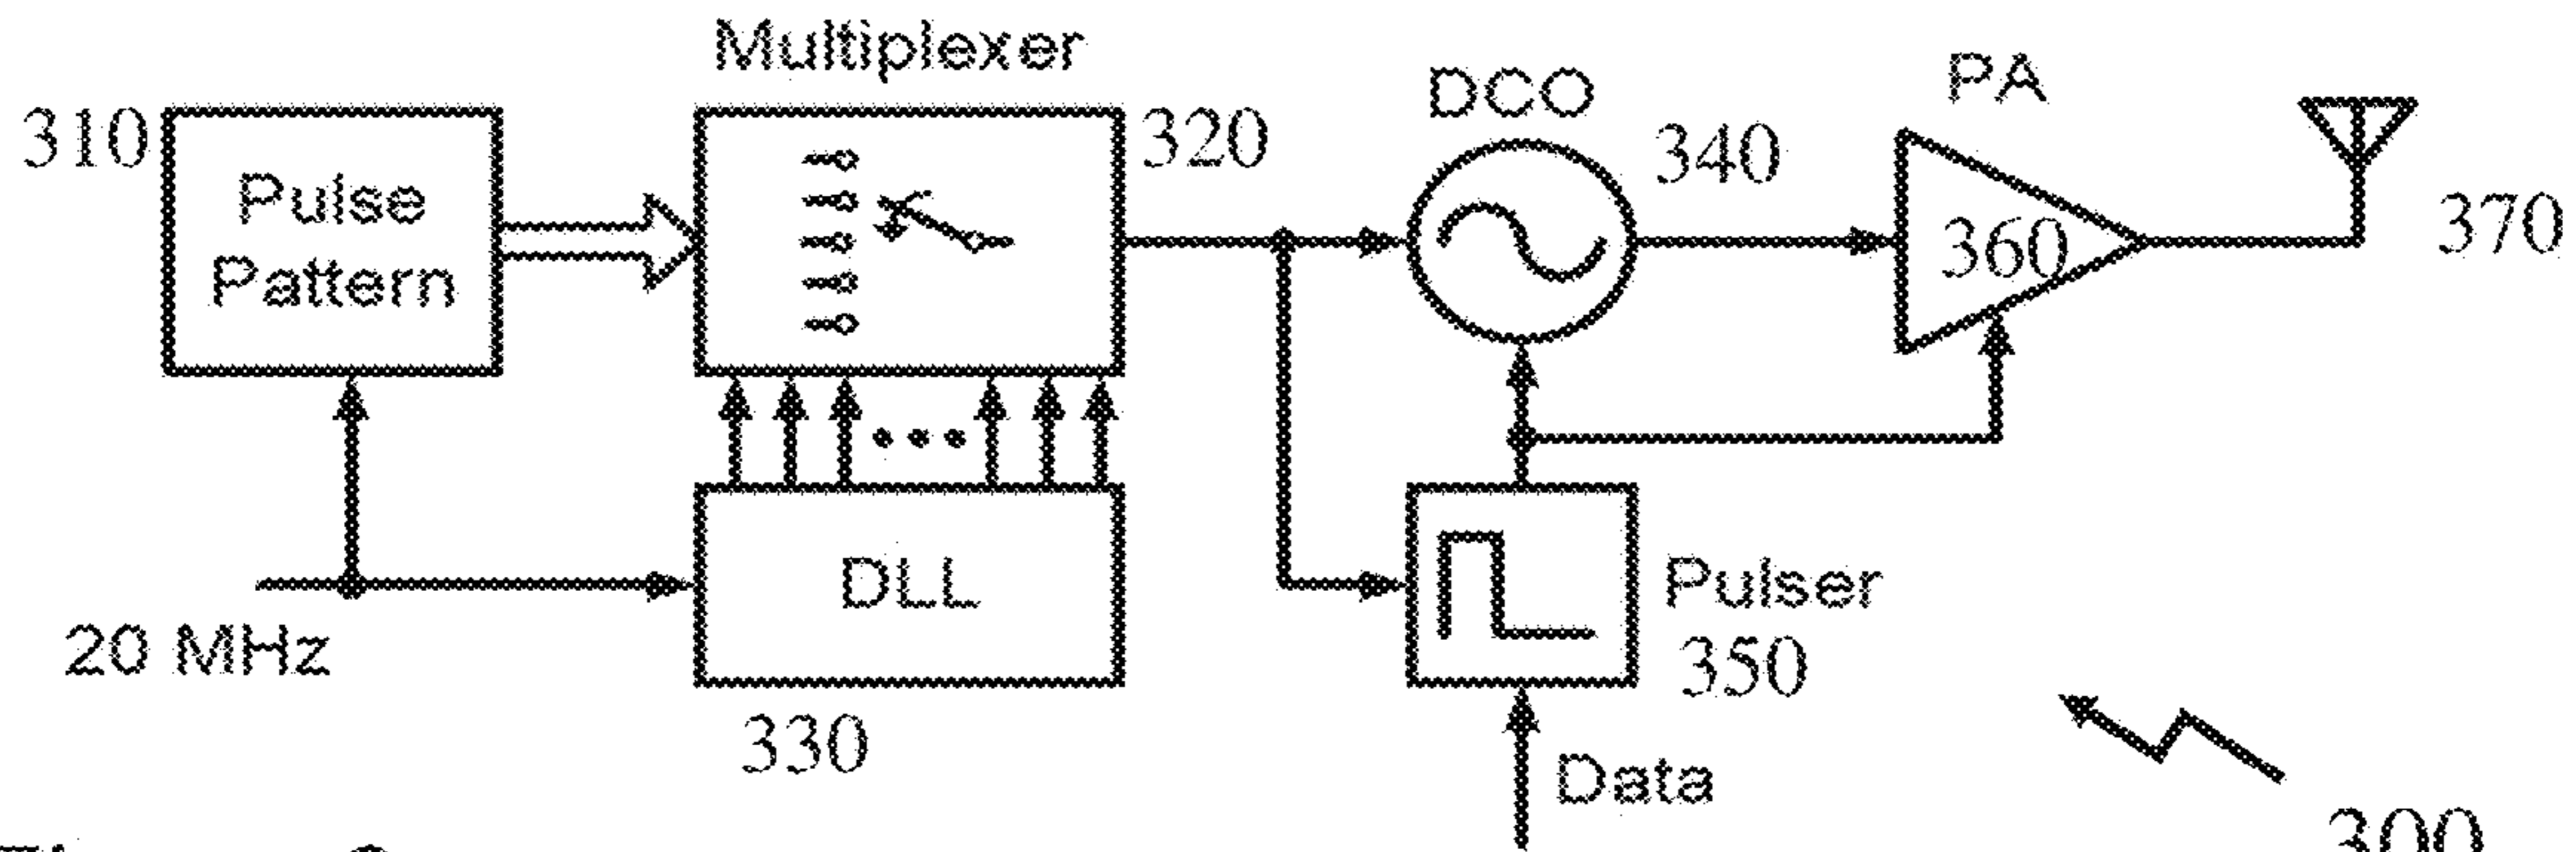 Multiplexer
DCO
PA
310
320
340
Pulse
Pattern
360
370
20 MHz
DLL
Pulser
350
330
Data
300